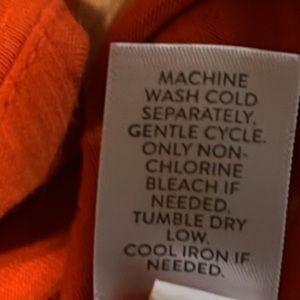 MACHINE
WASH COLD
SEPARATELY.
GENTLE CYCLE.
ONLY NON-
CHLORINE
BLEACH IF
NEEDED.
TUMBLE DRY
LOW.
COOL IRON IF
NEEDED.